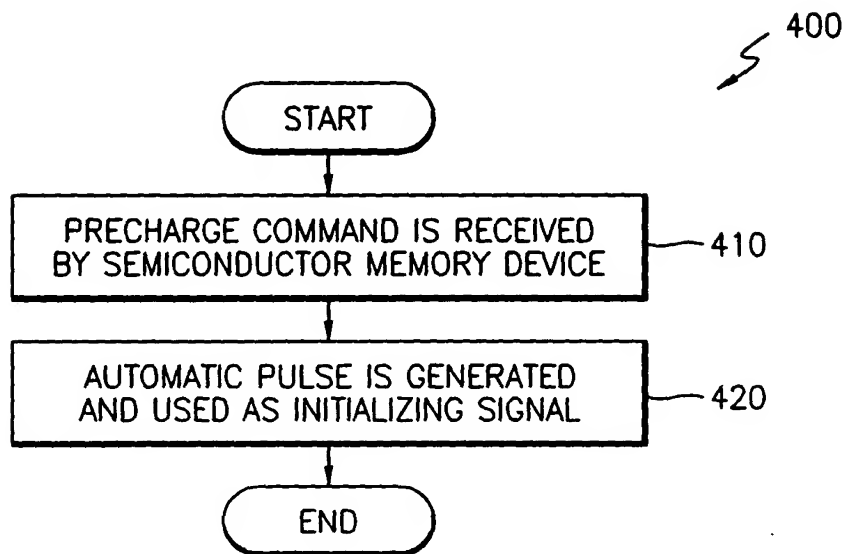 400
START
PRECHARGE COMMAND IS RECEIVED
BY SEMICONDUCTOR MEMORY DEVICE
410
AUTOMATIC PULSE IS GENERATED
AND USED AS INITIALIZING SIGNAL
420
END